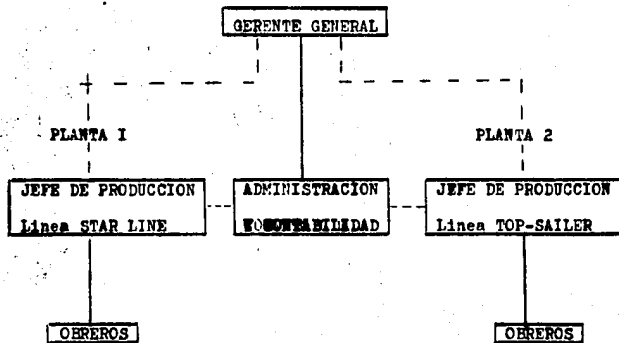 GERENTE GENERAL
PLANTA I
PLANTA 2
JEFE DE PRODUCCION
Linea STAR LINE
ADMINISTRACION
CONTABILIDAD
JEFE DE PRODUCCION
Linea TOP-SAILER
OBREROS
OBREROS